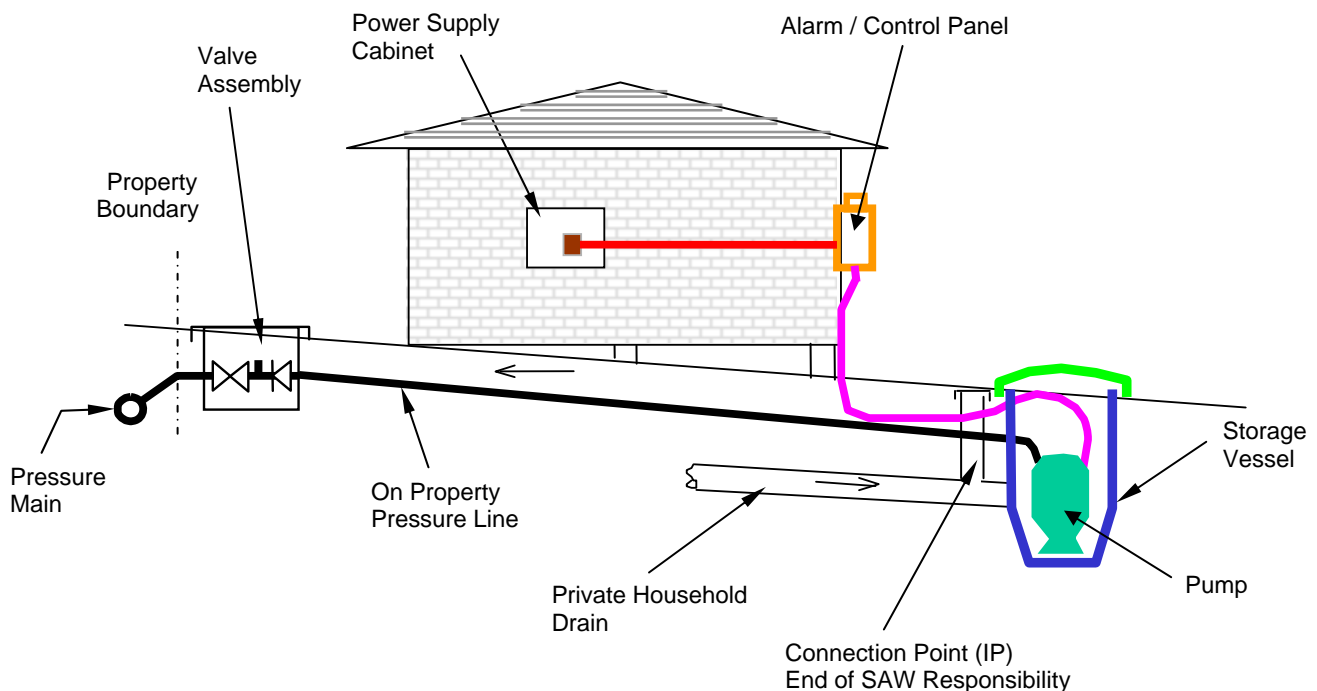 Power Supply
Cabinet
Alarm / Control Panel
Valve
Assembly
Property
Boundary
Storage
Vessel
Pressure
Main
On Property
Pressure Line
Private Household
Drain
Pump
Connection Point (IP)
End of SAW Responsibility